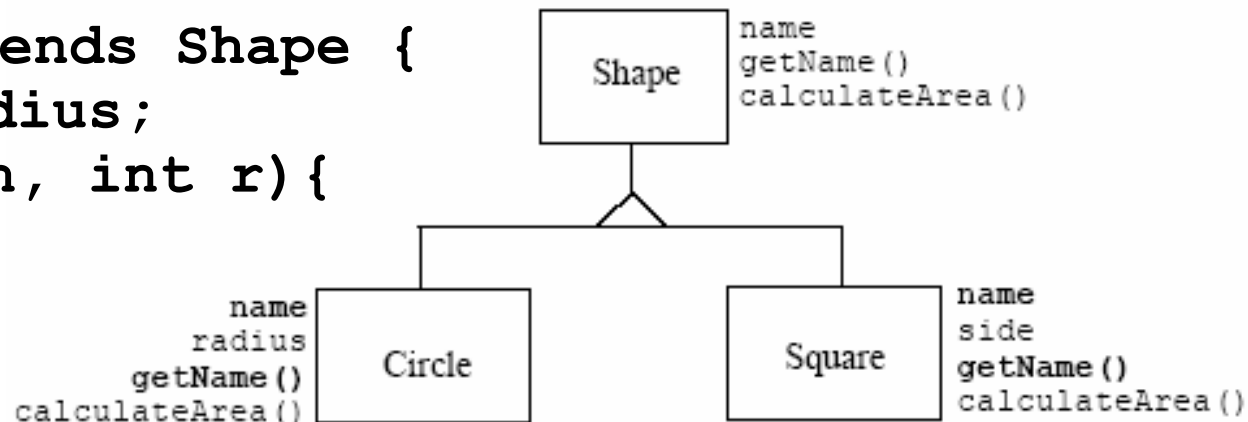 ends Shape {
dius;
, int r){
Shape
name
getName()
calculateArea()
name
radius
getName()
calculateArea()
Circle
Square
name
side
getName()
calculateArea()